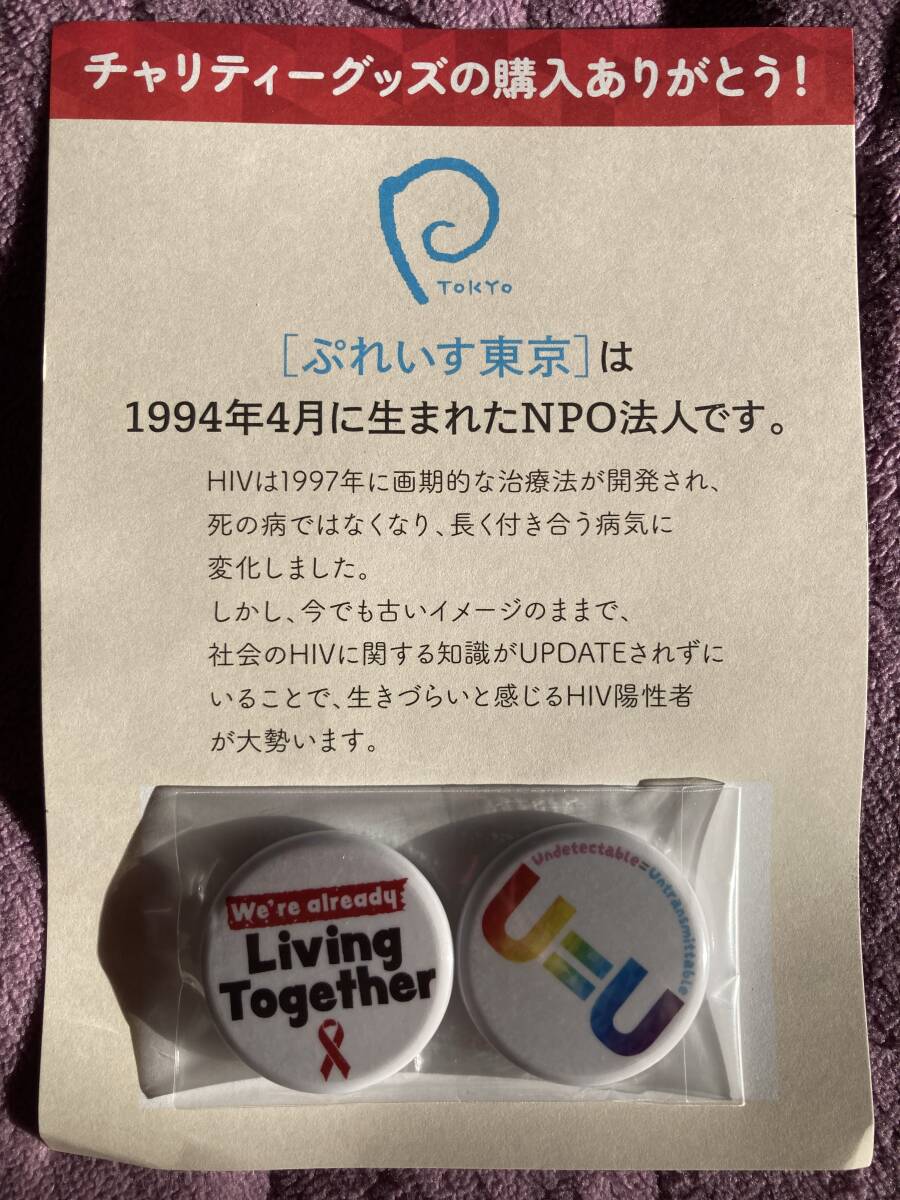 チャリティーグッズの購入ありがとう!
TOKYO
[ぷれいす東京]は
1994年4月に生まれたNPO法人です。
HIVは1997年に画期的な治療法が開発され、
死の病ではなくなり、長く付き合う病気に
変化しました。
しかし、今でも古いイメージのままで、
社会のHIVに関する知識がUPDATEされずに
いることで、生きづらいと感じるHIV陽性者
が大勢います。
We're already
Living
Together
Undetectable=Untransmittable
U=U